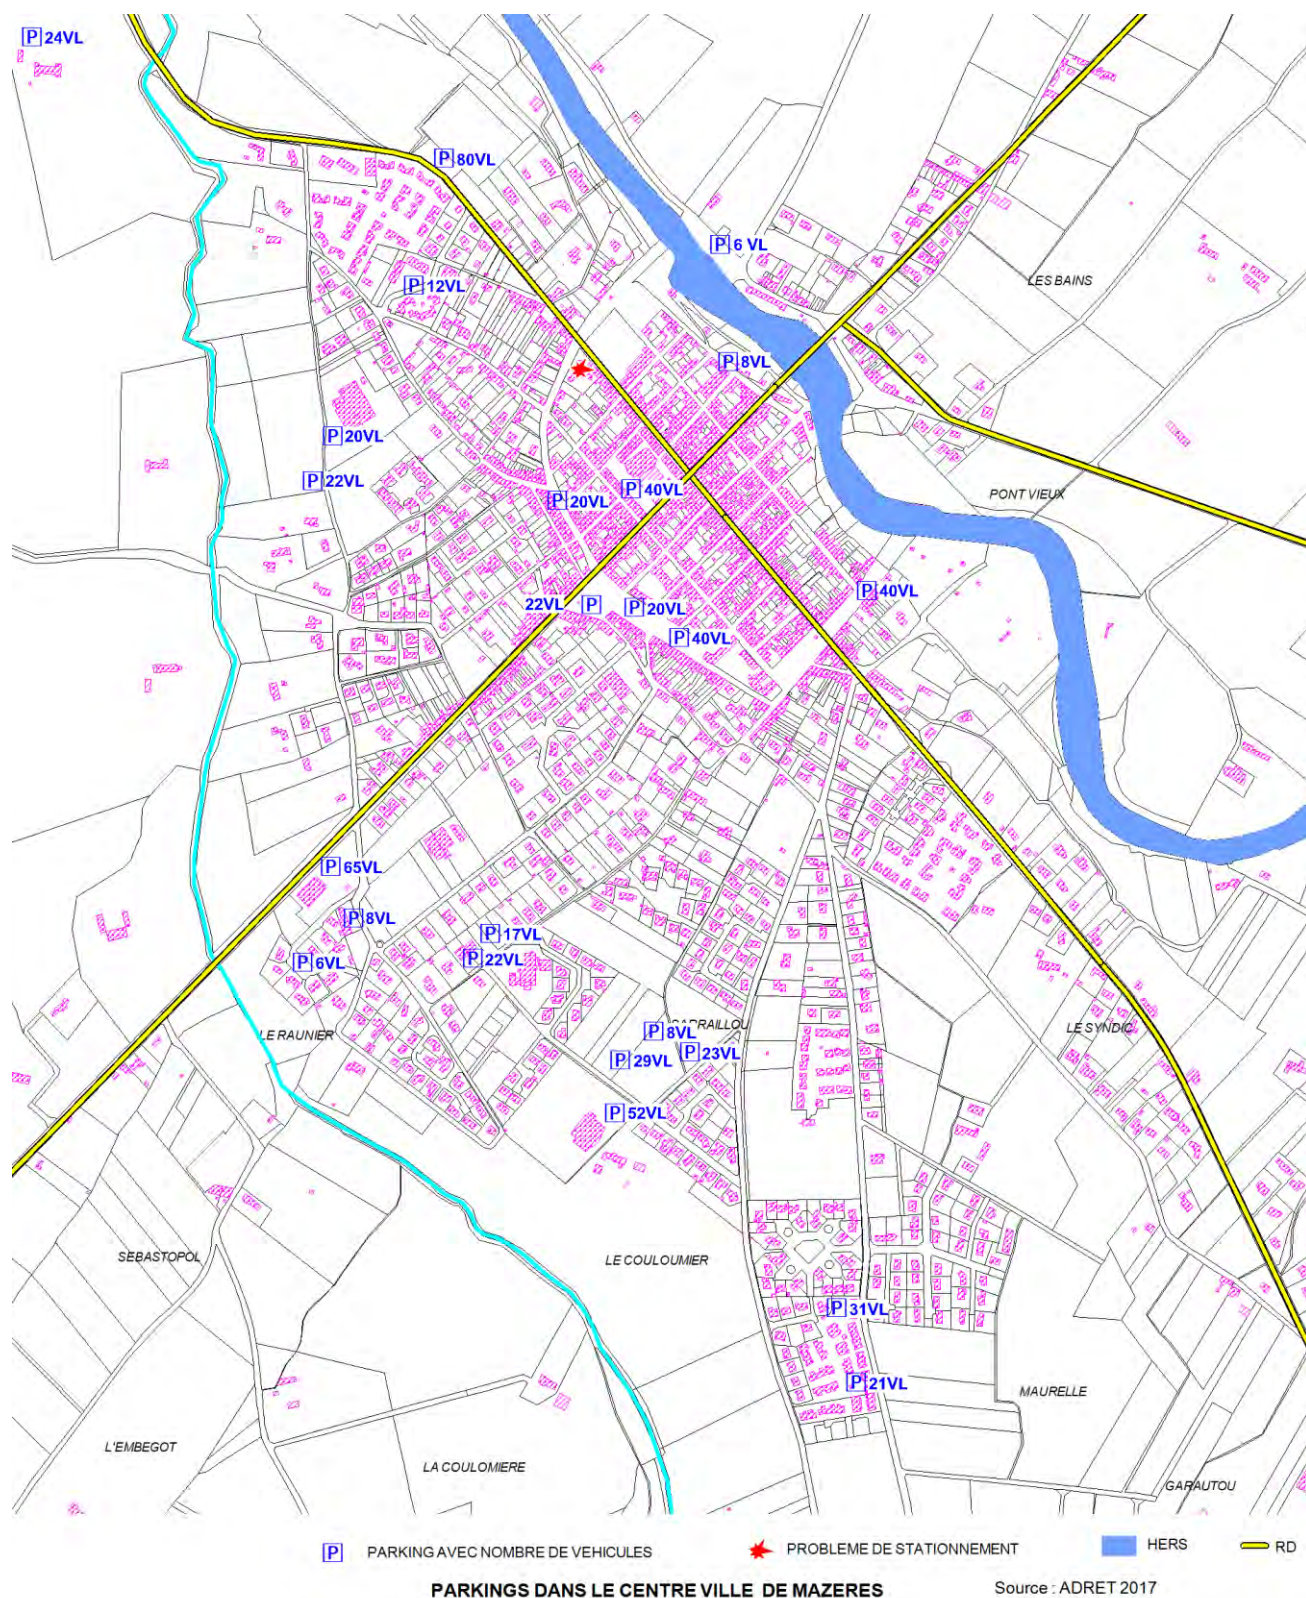 P 24VL
P 80VL
P 6 VL
LES BAINS
P 12VL
P 8VL
P 20VL
P 22VL
P 40VL
P 20VL
PONT VIEUX
P 40VL
22VL P
P 20VL
P 40VL
P 65VL
P 8VL
P 17VL
P 22VL
P 6VL
LE RAUNIER
P 8VL
LE SYNDIC
P 23VL
P 29VL
P 52VL
SEBASTOPOL
LE COULOUMIER
P 31VL
P 21VL
MAURELLE
L'EMBEGOT
LA COULOMIERE
GARAUTOU
P PARKING AVEC NOMBRE DE VEHICULES
PROBLEME DE STATIONNEMENT
HERS
RD
PARKINGS DANS LE CENTRE VILLE DE MAZERES
Source : ADRET 2017